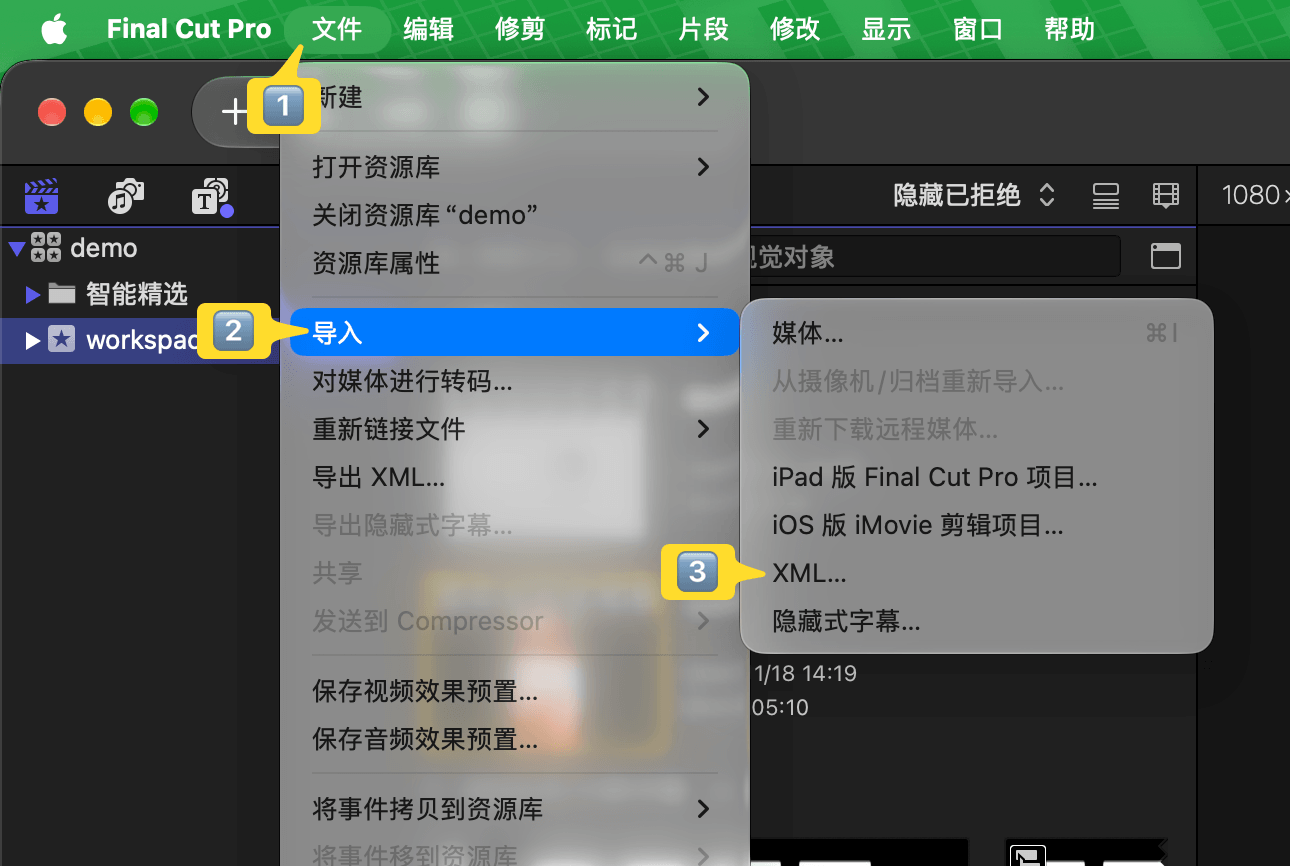 Final Cut Pro 文件 编辑 修剪 标记 片段 修改 显示 窗口 帮助
1
新建
打开资源库
关闭资源库“demo”
资源库属性 ^⌘J
导入
对媒体进行转码...
重新链接文件
导出 XML...
导出隐藏式字幕...
共享
发送到 Compressor
保存视频效果预置...
保存音频效果预置...
将事件拷贝到资源库
将事件移到资源库
demo
智能精选
workspac
2
隐藏已拒绝
1080×
视觉对象
媒体... ⌘I
从摄像机/归档重新导入...
重新下载远程媒体...
iPad 版 Final Cut Pro 项目...
iOS 版 iMovie 剪辑项目...
3
XML...
隐藏式字幕...
1/18 14:19
05:10